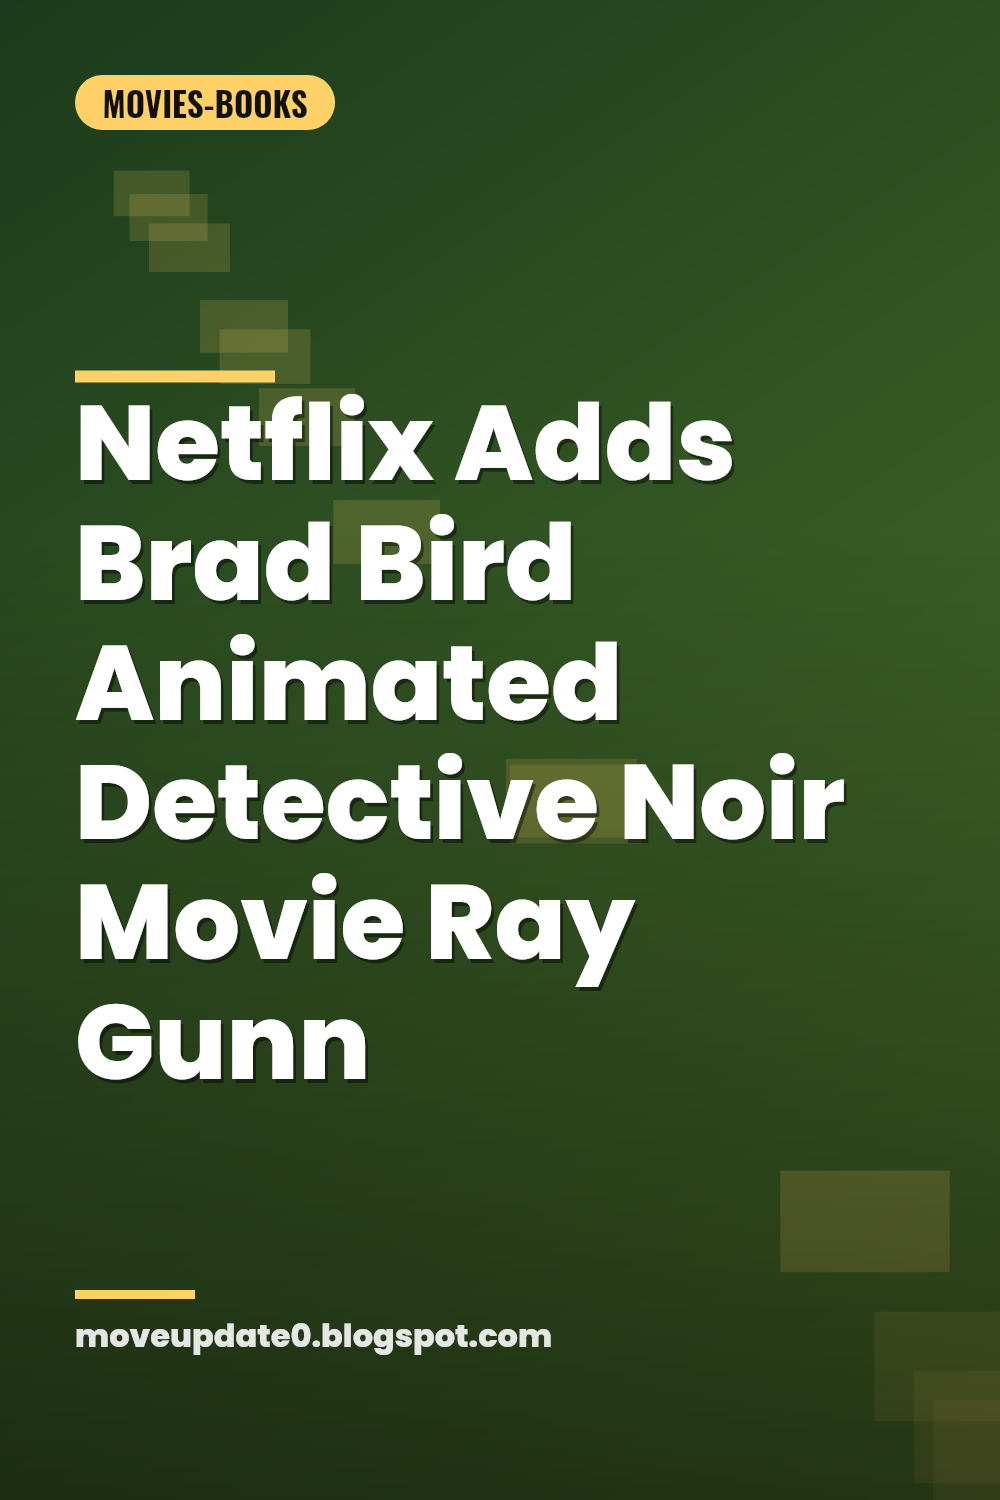 MOVIES-BOOKS
Netflix Adds
Brad Bird
Animated
Detective Noir
Movie Ray
Gunn
moveupdate0.blogspot.com